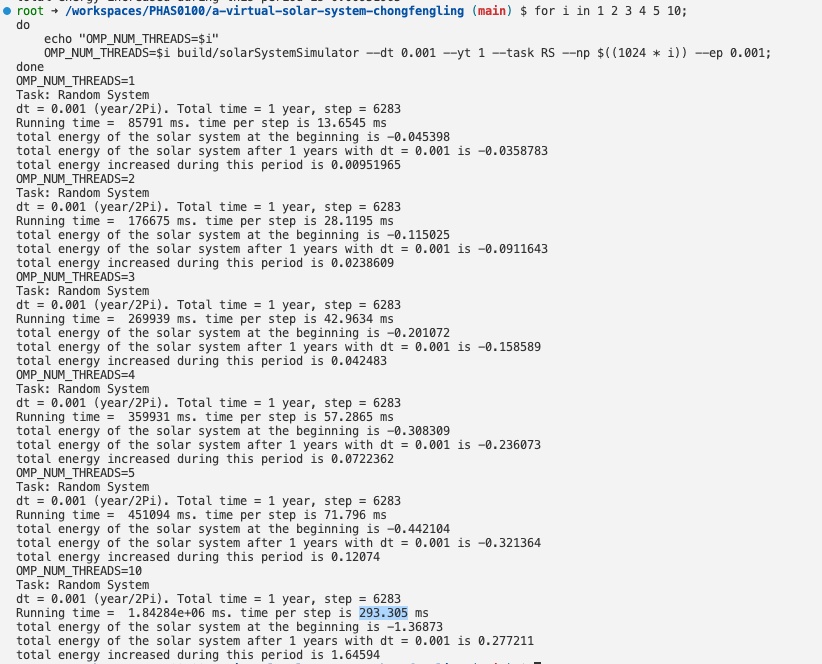 root → /workspaces/PHAS0100/a-virtual-solar-system-chongfengling (main) $ for i in 1 2 3 4 5 10;
do
    echo "OMP_NUM_THREADS=$i"
    OMP_NUM_THREADS=$i build/solarSystemSimulator --dt 0.001 --yt 1 --task RS --np $((1024 * i)) --ep 0.001;
done
OMP_NUM_THREADS=1
Task: Random System
dt = 0.001 (year/2Pi). Total time = 1 year, step = 6283
Running time =  85791 ms. time per step is 13.6545 ms
total energy of the solar system at the beginning is -0.045398
total energy of the solar system after 1 years with dt = 0.001 is -0.0358783
total energy increased during this period is 0.00951965
OMP_NUM_THREADS=2
Task: Random System
dt = 0.001 (year/2Pi). Total time = 1 year, step = 6283
Running time =  176675 ms. time per step is 28.1195 ms
total energy of the solar system at the beginning is -0.115025
total energy of the solar system after 1 years with dt = 0.001 is -0.0911643
total energy increased during this period is 0.0238609
OMP_NUM_THREADS=3
Task: Random System
dt = 0.001 (year/2Pi). Total time = 1 year, step = 6283
Running time =  269939 ms. time per step is 42.9634 ms
total energy of the solar system at the beginning is -0.201072
total energy of the solar system after 1 years with dt = 0.001 is -0.158589
total energy increased during this period is 0.042483
OMP_NUM_THREADS=4
Task: Random System
dt = 0.001 (year/2Pi). Total time = 1 year, step = 6283
Running time =  359931 ms. time per step is 57.2865 ms
total energy of the solar system at the beginning is -0.308309
total energy of the solar system after 1 years with dt = 0.001 is -0.236073
total energy increased during this period is 0.0722362
OMP_NUM_THREADS=5
Task: Random System
dt = 0.001 (year/2Pi). Total time = 1 year, step = 6283
Running time =  451094 ms. time per step is 71.796 ms
total energy of the solar system at the beginning is -0.442104
total energy of the solar system after 1 years with dt = 0.001 is -0.321364
total energy increased during this period is 0.12074
OMP_NUM_THREADS=10
Task: Random System
dt = 0.001 (year/2Pi). Total time = 1 year, step = 6283
Running time =  1.84284e+06 ms. time per step is 293.305 ms
total energy of the solar system at the beginning is -1.36873
total energy of the solar system after 1 years with dt = 0.001 is 0.277211
total energy increased during this period is 1.64594